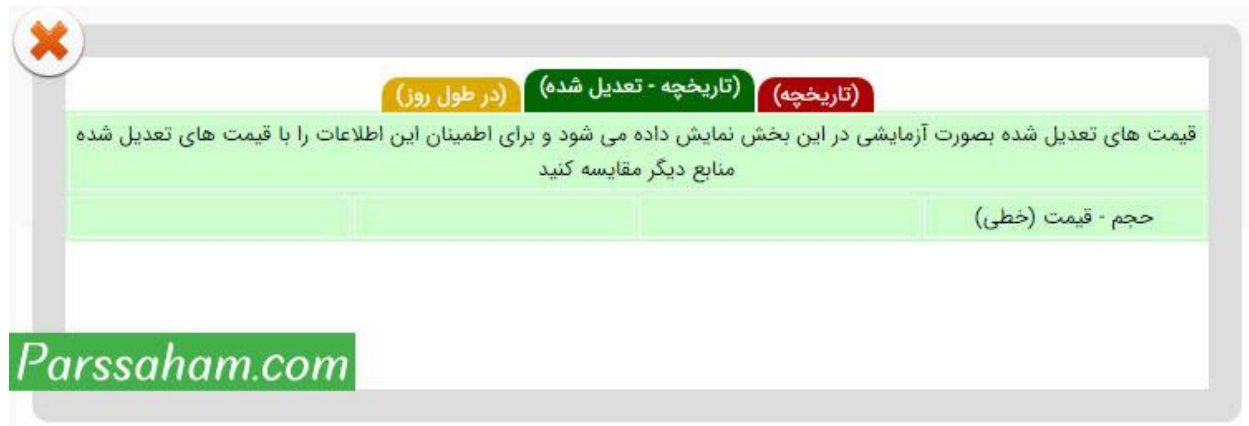 (تاریخچه)
(تاریخچه - تعدیل شده)
(در طول روز)
قیمت های تعدیل شده بصورت آزمایشی در این بخش نمایش داده می شود و برای اطمینان این اطلاعات را با قیمت های تعدیل شده
منابع دیگر مقایسه کنید
حجم - قیمت (خطی)
Parssaham.com